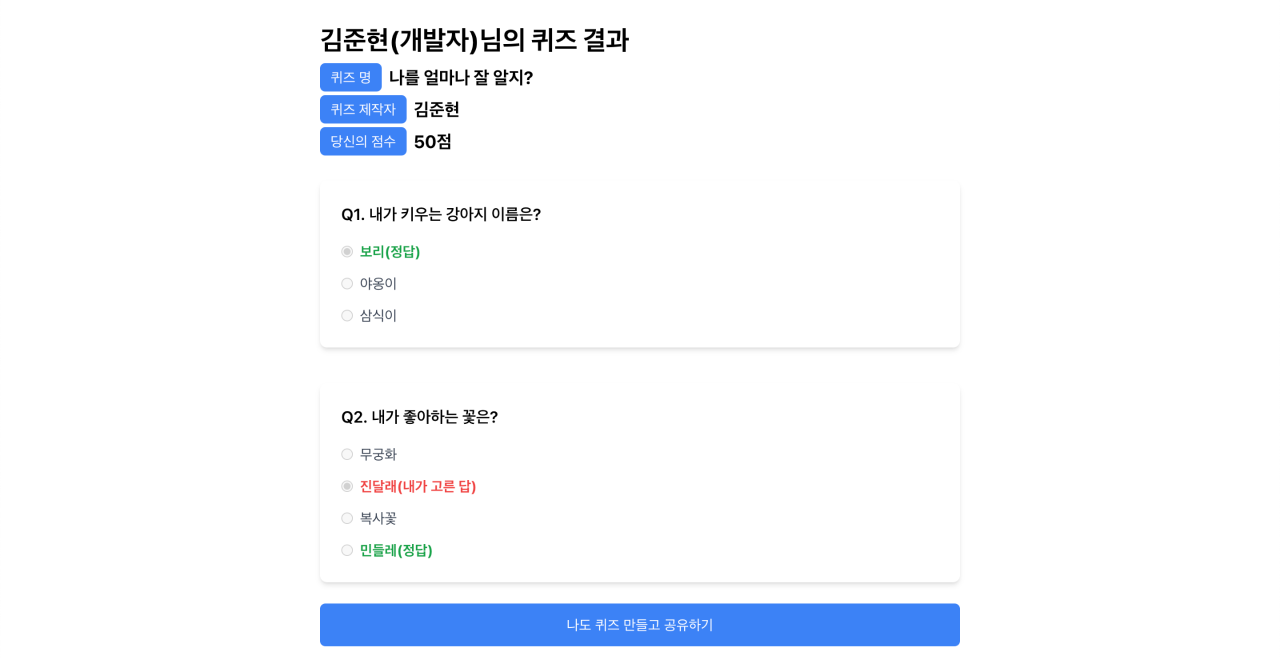 김준현(개발자)님의 퀴즈 결과
퀴즈 명 나를 얼마나 잘 알지?
퀴즈 제작자 김준현
당신의 점수 50점
Q1. 내가 키우는 강아지 이름은?
보리(정답)
야옹이
삼식이
Q2. 내가 좋아하는 꽃은?
무궁화
진달래(내가 고른 답)
복사꽃
민들레(정답)
나도 퀴즈 만들고 공유하기